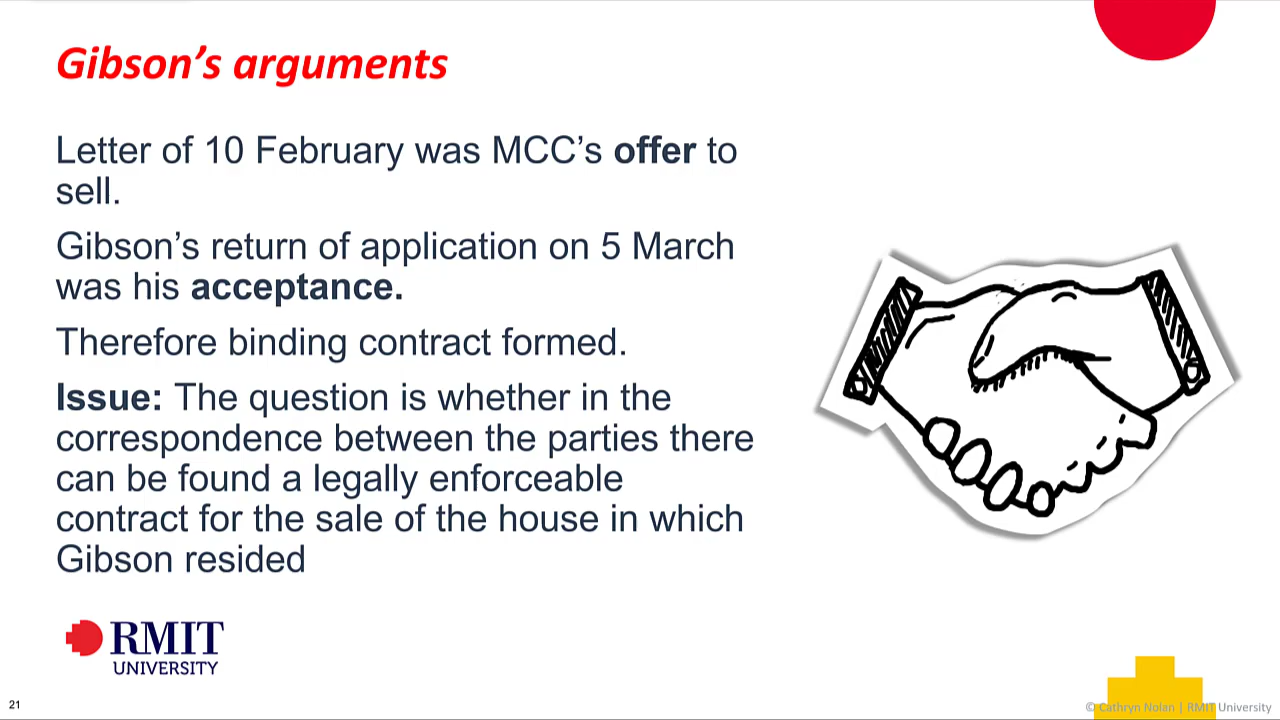 Gibson’s arguments
Letter of 10 February was MCC’s offer to
sell.
Gibson’s return of application on 5 March
was his acceptance.
Therefore binding contract formed.
Issue: The question is whether in the
correspondence between the parties there
can be found a legally enforceable
contract for the sale of the house in which
Gibson resided
RMIT
UNIVERSITY
21
© Cathryn Nolan | RMIT University